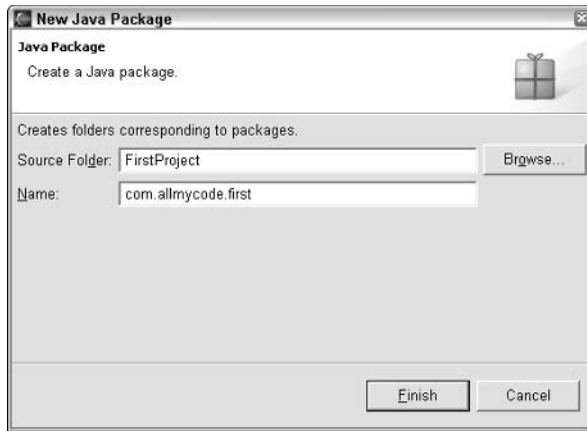 New Java Package
Java Package
Create a Java package.
Creates folders corresponding to packages.
Source Folder: FirstProject Browse...
Name: com.allmycode.first
Finish Cancel